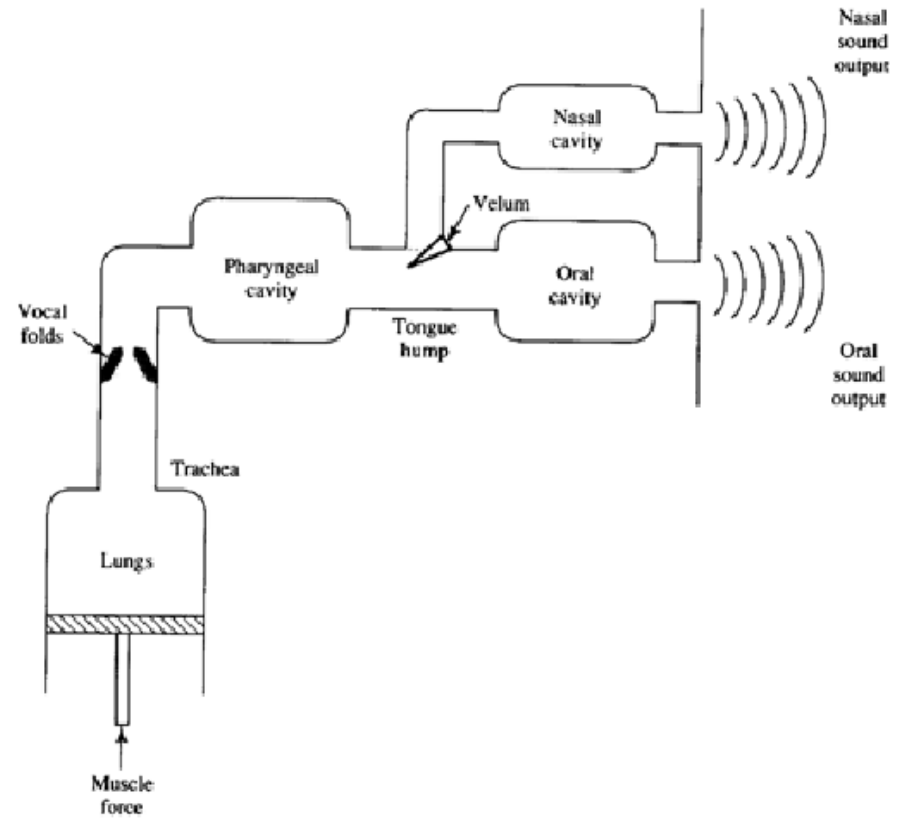 Nasal
sound
output
Nasal
cavity
Velum
Pharyngeal
cavity
Oral
cavity
Vocal
folds
Tongue
hump
Oral
sound
output
Trachea
Lungs
Muscle
force